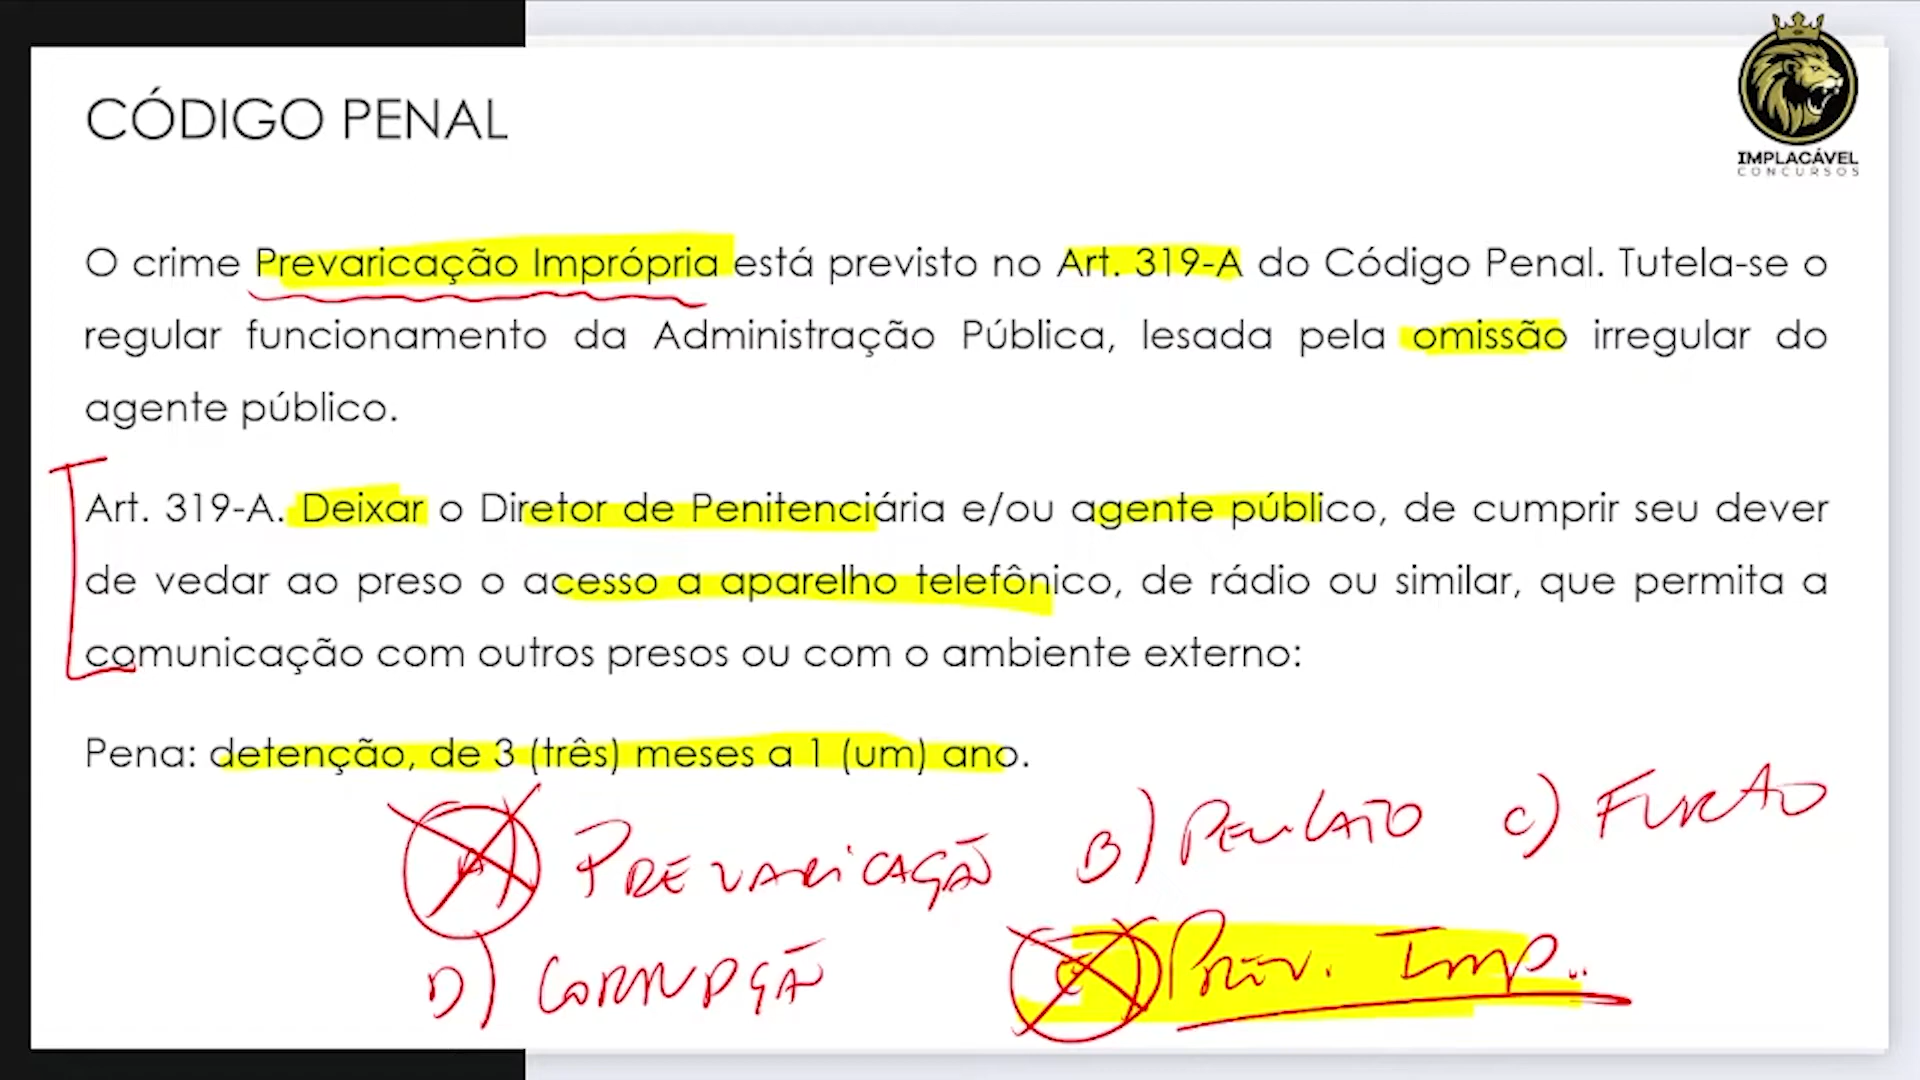 CÓDIGO PENAL
IMPLACÁVEL
CONCURSOS
O crime Prevaricação Imprópria está previsto no Art. 319-A do Código Penal. Tutela-se o
regular funcionamento da Administração Pública, lesada pela omissão irregular do
agente público.
Art. 319-A. Deixar o Diretor de Penitenciária e/ou agente público, de cumprir seu dever
de vedar ao preso o acesso a aparelho telefônico, de rádio ou similar, que permita a
comunicação com outros presos ou com o ambiente externo:
Pena: detenção, de 3 (três) meses a 1 (um) ano.
A PREVARICAÇÃO B) PECULATO C) FURTO
D) CORRUPÇÃO E PREV. IMP..